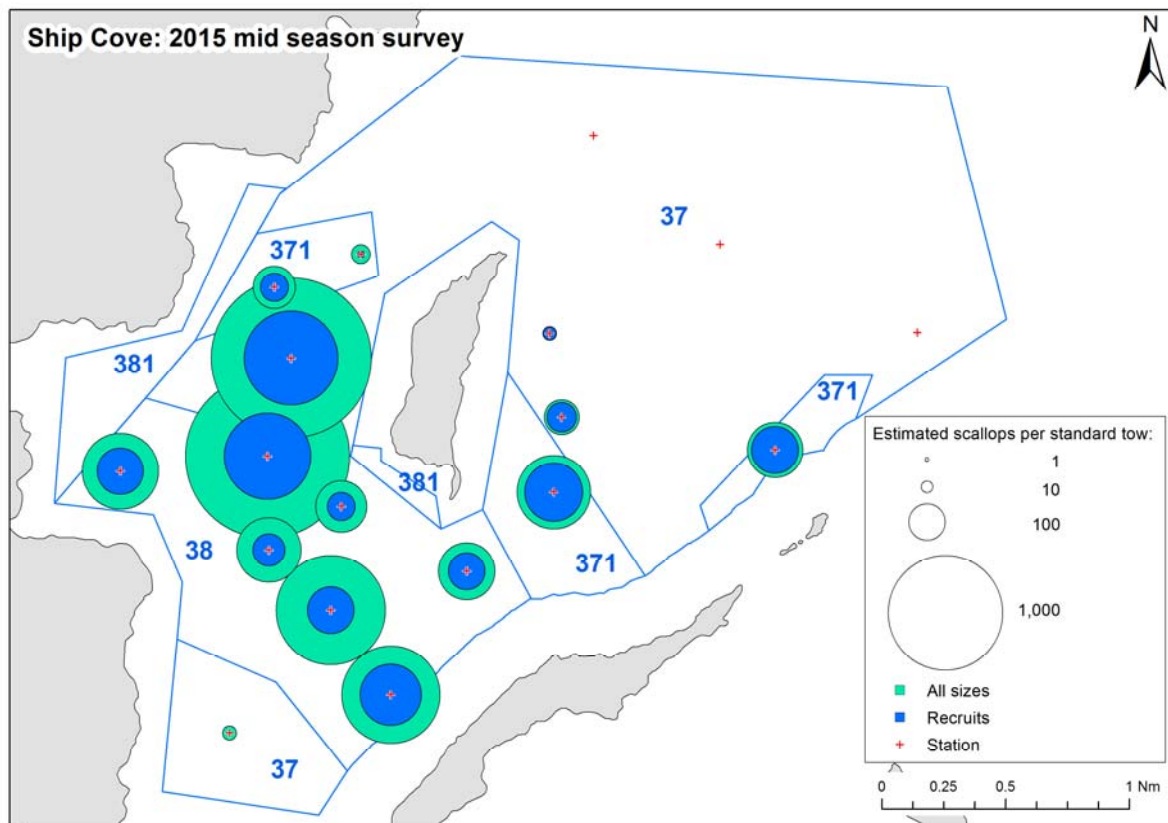 Ship Cove: 2015 mid season survey
N
37
371
381
371
381
38
371
37
Estimated scallops per standard tow:
1
10
100
1,000
All sizes
Recruits
Station
0 0.25 0.5 1 Nm